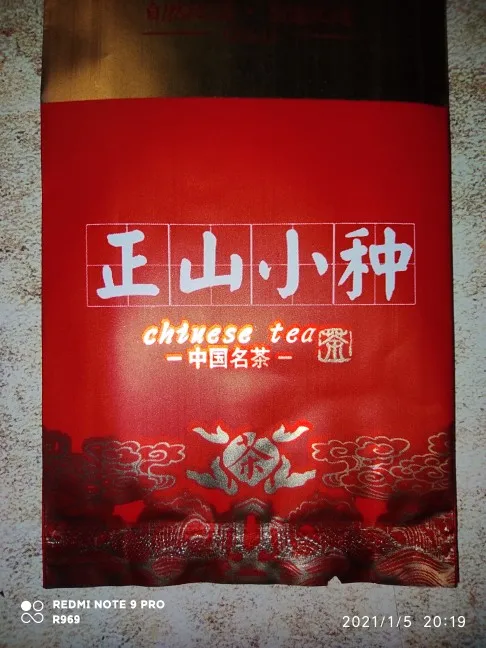 正山小种
chinese tea
茶
－中国名茶－
茶
REDMI NOTE 9 PRO
R969
2021/1/5 20:19